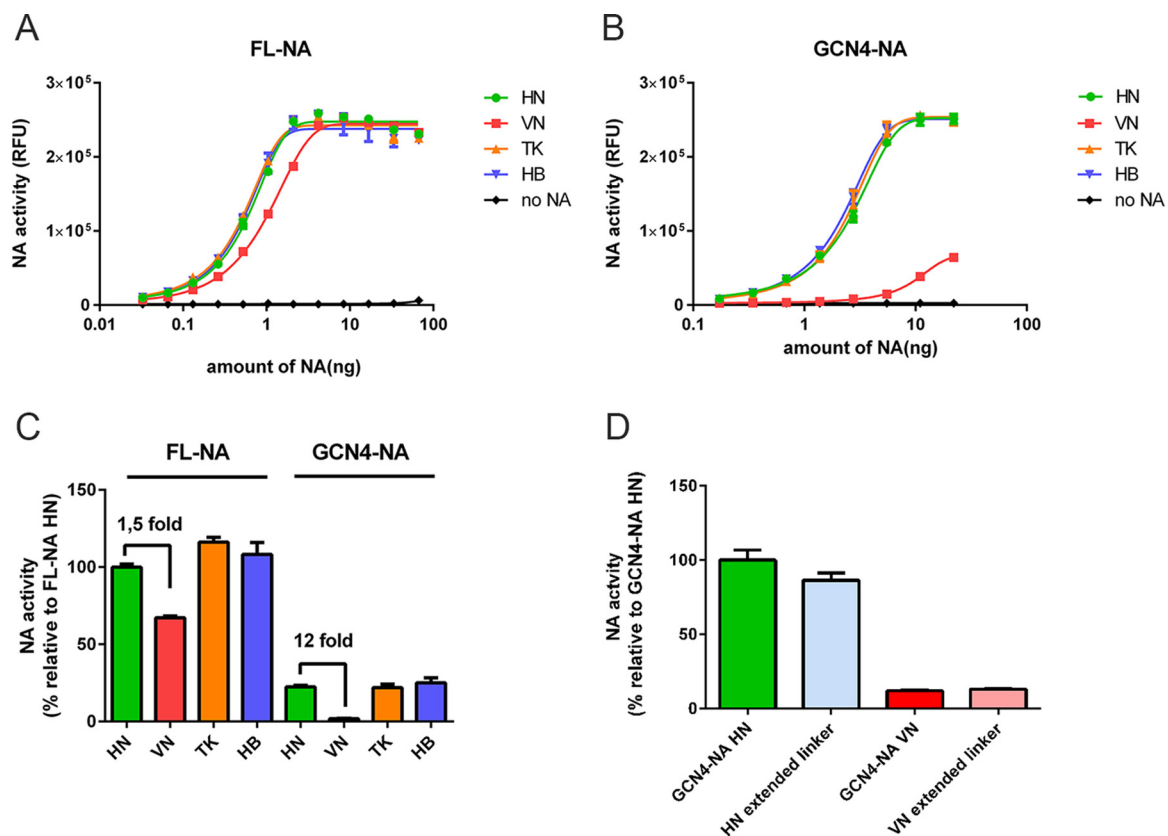 A
FL-NA
NA activity (RFU)
3×10⁵
2×10⁵
1×10⁵
0
0.01
0.1
1
10
100
amount of NA(ng)
HN
VN
TK
HB
no NA
B
GCN4-NA
NA activity (RFU)
3×10⁵
2×10⁵
1×10⁵
0
0.1
1
10
100
amount of NA(ng)
HN
VN
TK
HB
no NA
C
FL-NA
GCN4-NA
NA activity
(% relative to FL-NA HN)
150
100
50
0
1,5 fold
12 fold
HN
VN
TK
HB
HN
VN
TK
HB
D
NA actvity
(% relative to GCN4-NA HN)
150
100
50
0
GCN4-NA HN
HN extended linker
GCN4-NA VN
VN extended linker